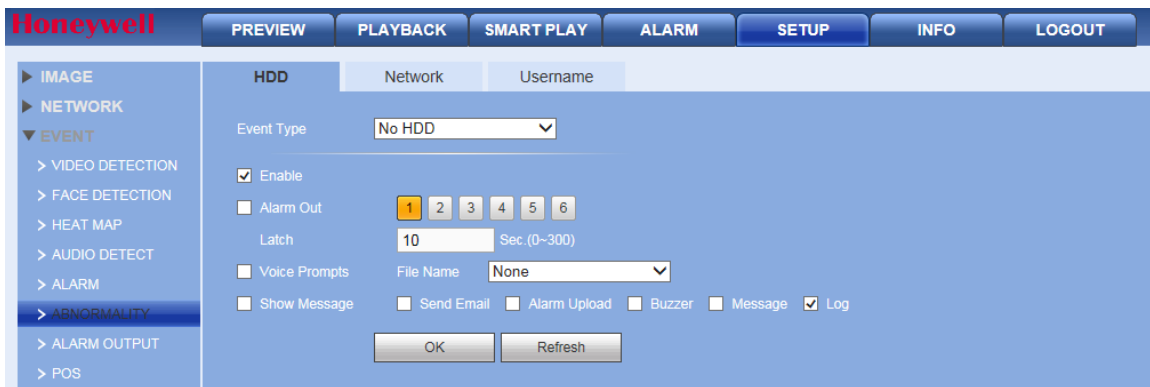 Honeywell
PREVIEW PLAYBACK SMART PLAY ALARM SETUP INFO LOGOUT
IMAGE
NETWORK
EVENT
> VIDEO DETECTION
> FACE DETECTION
> HEAT MAP
> AUDIO DETECT
> ALARM
> ABNORMALITY
> ALARM OUTPUT
> POS
HDD Network Username
Event Type No HDD
Enable
Alarm Out 1 2 3 4 5 6
Latch 10 Sec.(0~300)
Voice Prompts File Name None
Show Message Send Email Alarm Upload Buzzer Message Log
OK Refresh